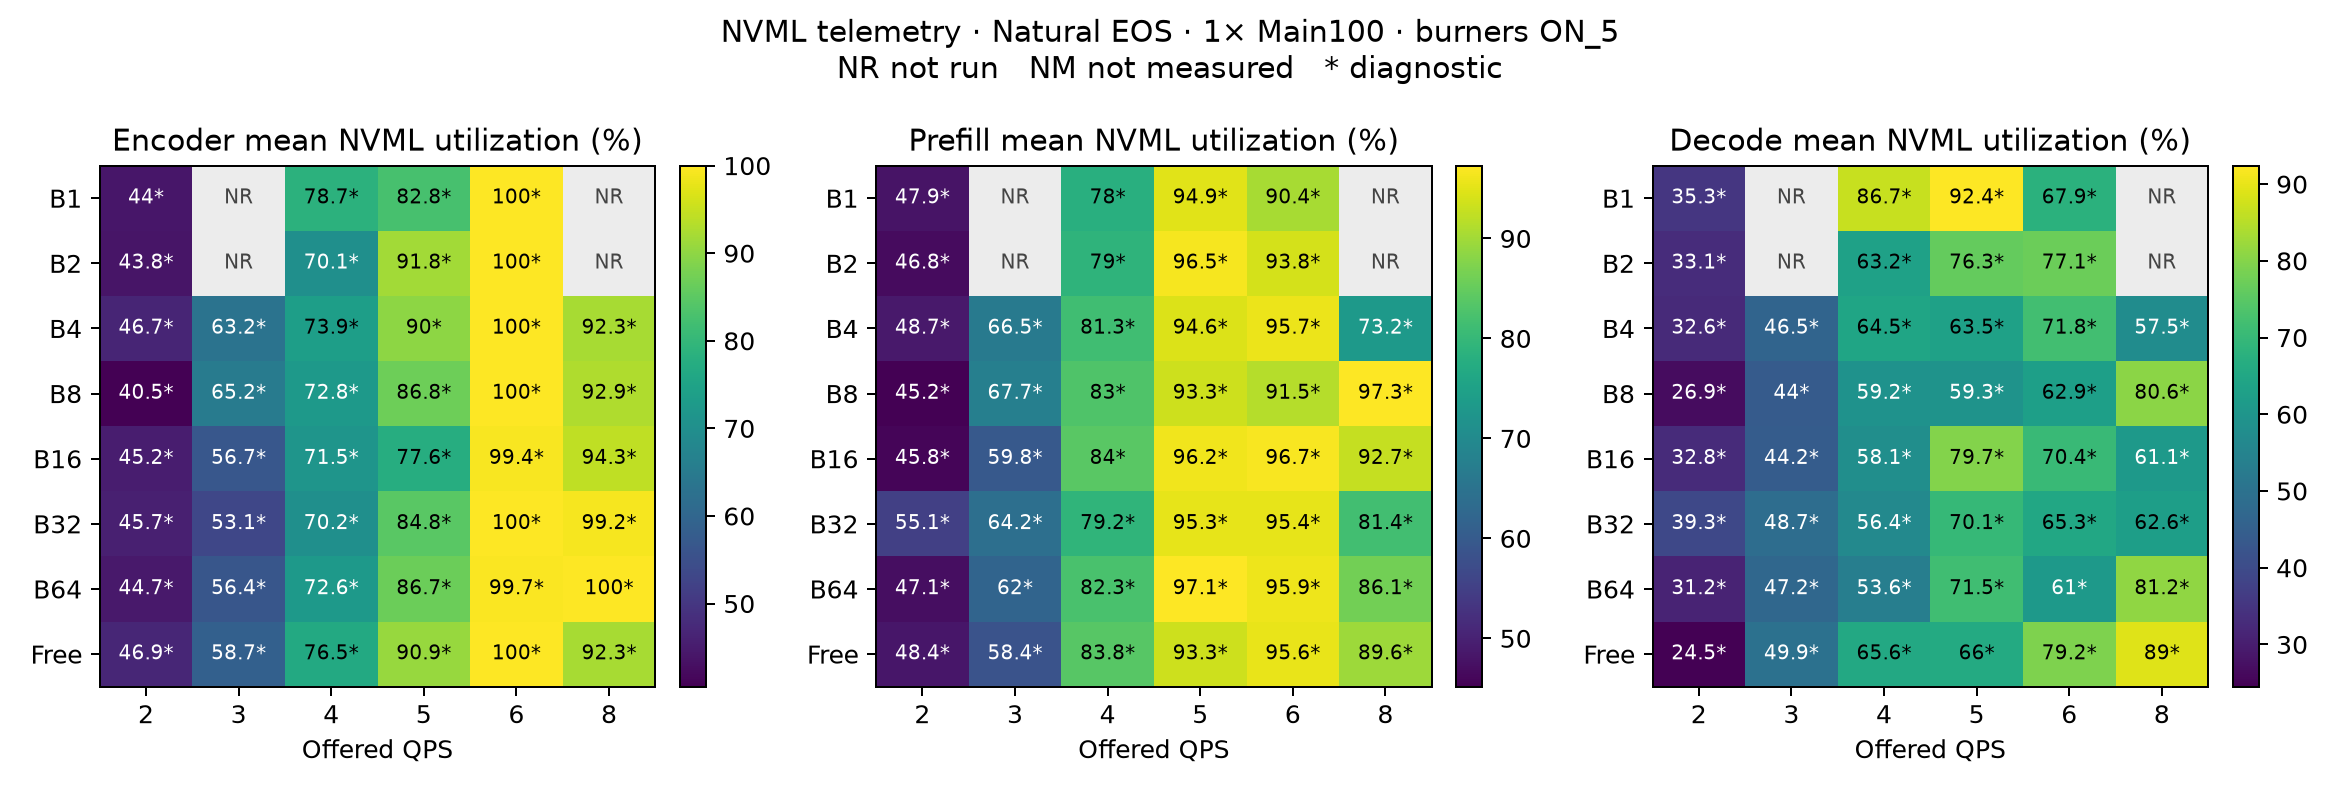 NVML telemetry · Natural EOS · 1× Main100 · burners ON_5
NR not run   NM not measured   * diagnostic
Encoder mean NVML utilization (%)
B1 44* NR 78.7* 82.8* 100* NR
B2 43.8* NR 70.1* 91.8* 100* NR
B4 46.7* 63.2* 73.9* 90* 100* 92.3*
B8 40.5* 65.2* 72.8* 86.8* 100* 92.9*
B16 45.2* 56.7* 71.5* 77.6* 99.4* 94.3*
B32 45.7* 53.1* 70.2* 84.8* 100* 99.2*
B64 44.7* 56.4* 72.6* 86.7* 99.7* 100*
Free 46.9* 58.7* 76.5* 90.9* 100* 92.3*
2 3 4 5 6 8
Offered QPS
100
90
80
70
60
50
Prefill mean NVML utilization (%)
B1 47.9* NR 78* 94.9* 90.4* NR
B2 46.8* NR 79* 96.5* 93.8* NR
B4 48.7* 66.5* 81.3* 94.6* 95.7* 73.2*
B8 45.2* 67.7* 83* 93.3* 91.5* 97.3*
B16 45.8* 59.8* 84* 96.2* 96.7* 92.7*
B32 55.1* 64.2* 79.2* 95.3* 95.4* 81.4*
B64 47.1* 62* 82.3* 97.1* 95.9* 86.1*
Free 48.4* 58.4* 83.8* 93.3* 95.6* 89.6*
2 3 4 5 6 8
Offered QPS
90
80
70
60
50
Decode mean NVML utilization (%)
B1 35.3* NR 86.7* 92.4* 67.9* NR
B2 33.1* NR 63.2* 76.3* 77.1* NR
B4 32.6* 46.5* 64.5* 63.5* 71.8* 57.5*
B8 26.9* 44* 59.2* 59.3* 62.9* 80.6*
B16 32.8* 44.2* 58.1* 79.7* 70.4* 61.1*
B32 39.3* 48.7* 56.4* 70.1* 65.3* 62.6*
B64 31.2* 47.2* 53.6* 71.5* 61* 81.2*
Free 24.5* 49.9* 65.6* 66* 79.2* 89*
2 3 4 5 6 8
Offered QPS
90
80
70
60
50
40
30